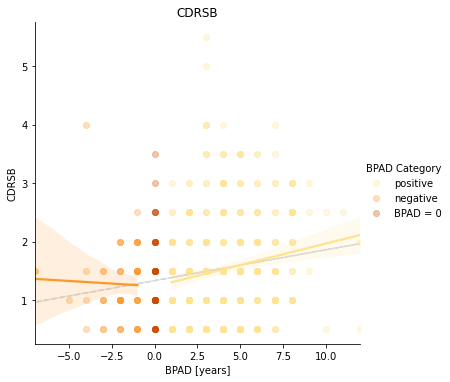 CDRSB
5
4
3
2
1
CDRSB
−5.0
−2.5
0.0
2.5
5.0
7.5
10.0
BPAD [years]
BPAD Category
positive
negative
BPAD = 0